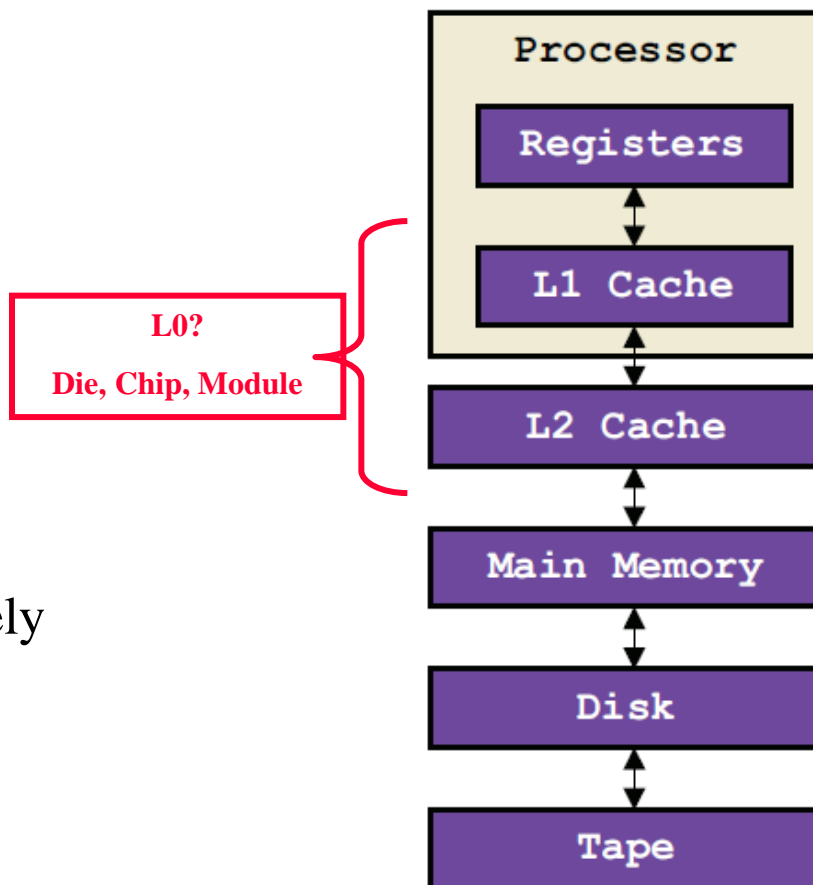 Processor
Registers
L1 Cache
L0?
Die, Chip, Module
L2 Cache
Main Memory
ely
Disk
Tape